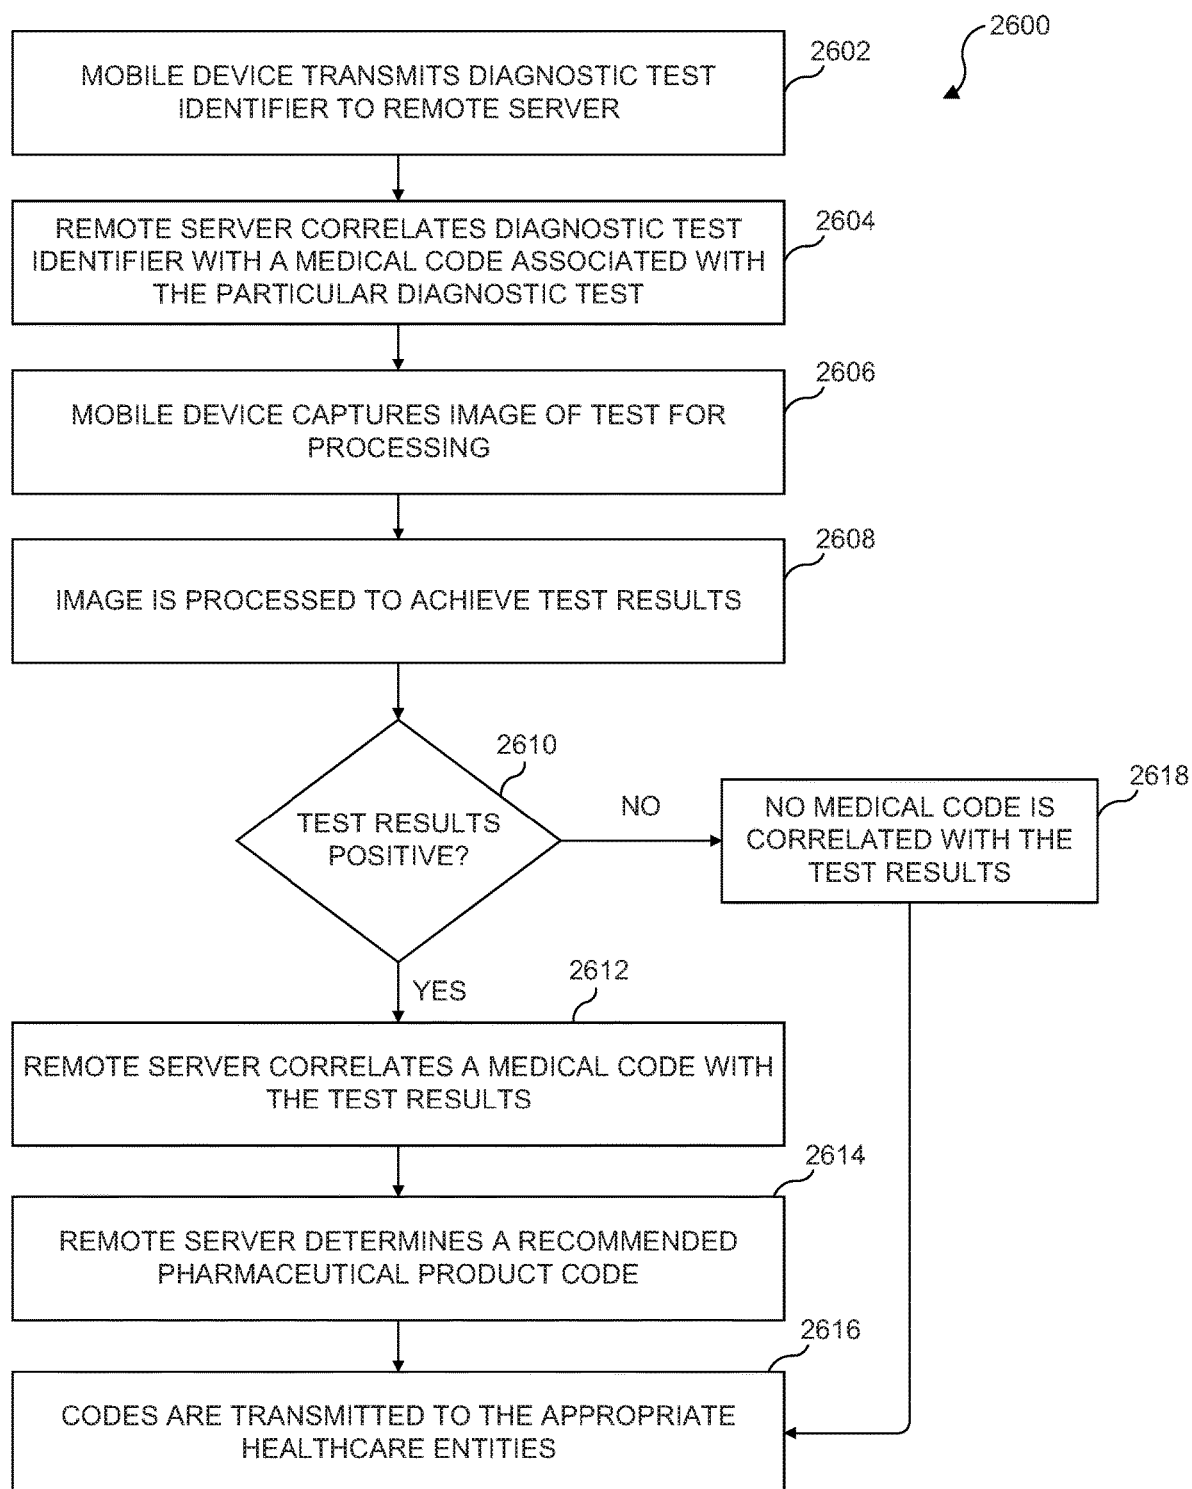 2600
2602
MOBILE DEVICE TRANSMITS DIAGNOSTIC TEST
IDENTIFIER TO REMOTE SERVER
2604
REMOTE SERVER CORRELATES DIAGNOSTIC TEST
IDENTIFIER WITH A MEDICAL CODE ASSOCIATED WITH
THE PARTICULAR DIAGNOSTIC TEST
2606
MOBILE DEVICE CAPTURES IMAGE OF TEST FOR
PROCESSING
2608
IMAGE IS PROCESSED TO ACHIEVE TEST RESULTS
2610
TEST RESULTS
POSITIVE?
NO
2618
NO MEDICAL CODE IS
CORRELATED WITH THE
TEST RESULTS
YES
2612
REMOTE SERVER CORRELATES A MEDICAL CODE WITH
THE TEST RESULTS
2614
REMOTE SERVER DETERMINES A RECOMMENDED
PHARMACEUTICAL PRODUCT CODE
2616
CODES ARE TRANSMITTED TO THE APPROPRIATE
HEALTHCARE ENTITIES